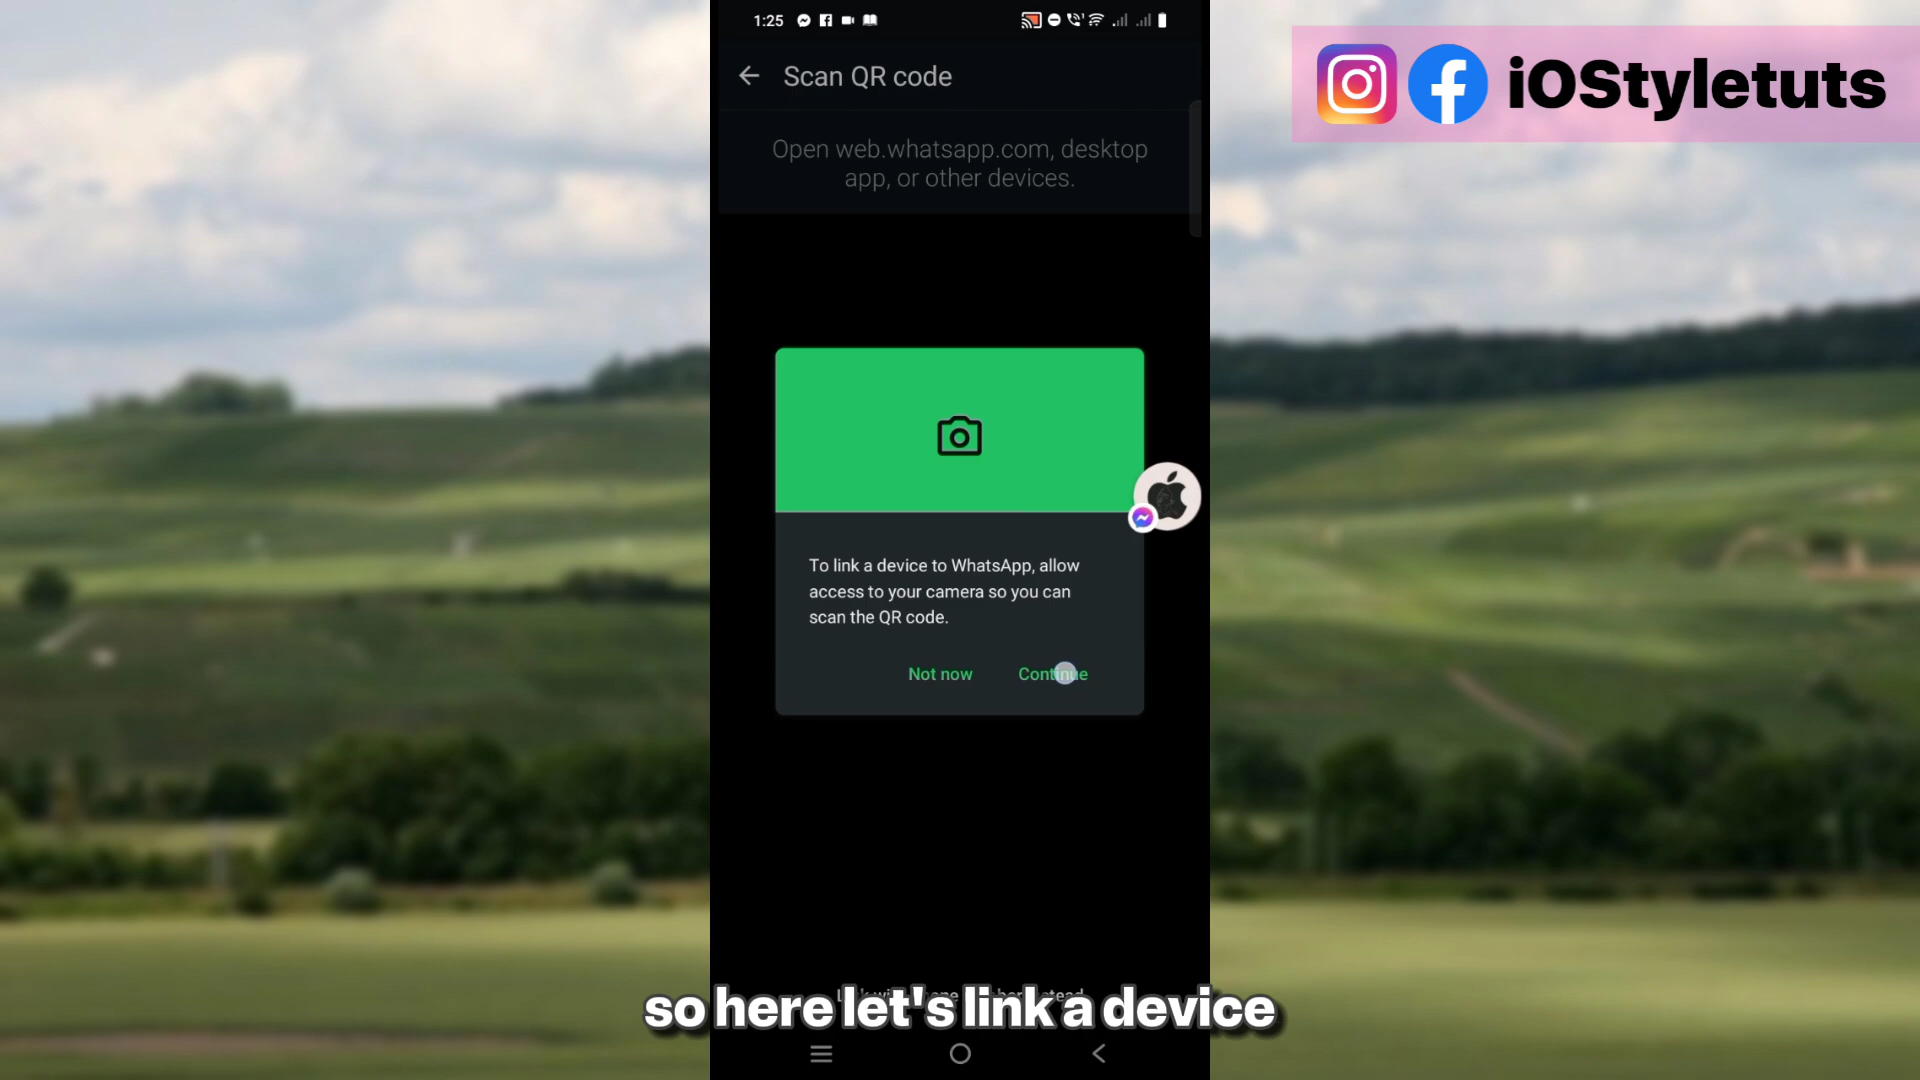 1:25
iOStyletuts
Scan QR code
Open web.whatsapp.com, desktop
app, or other devices.
To link a device to WhatsApp, allow
access to your camera so you can
scan the QR code.
Not now
Continue
so here let's link a device